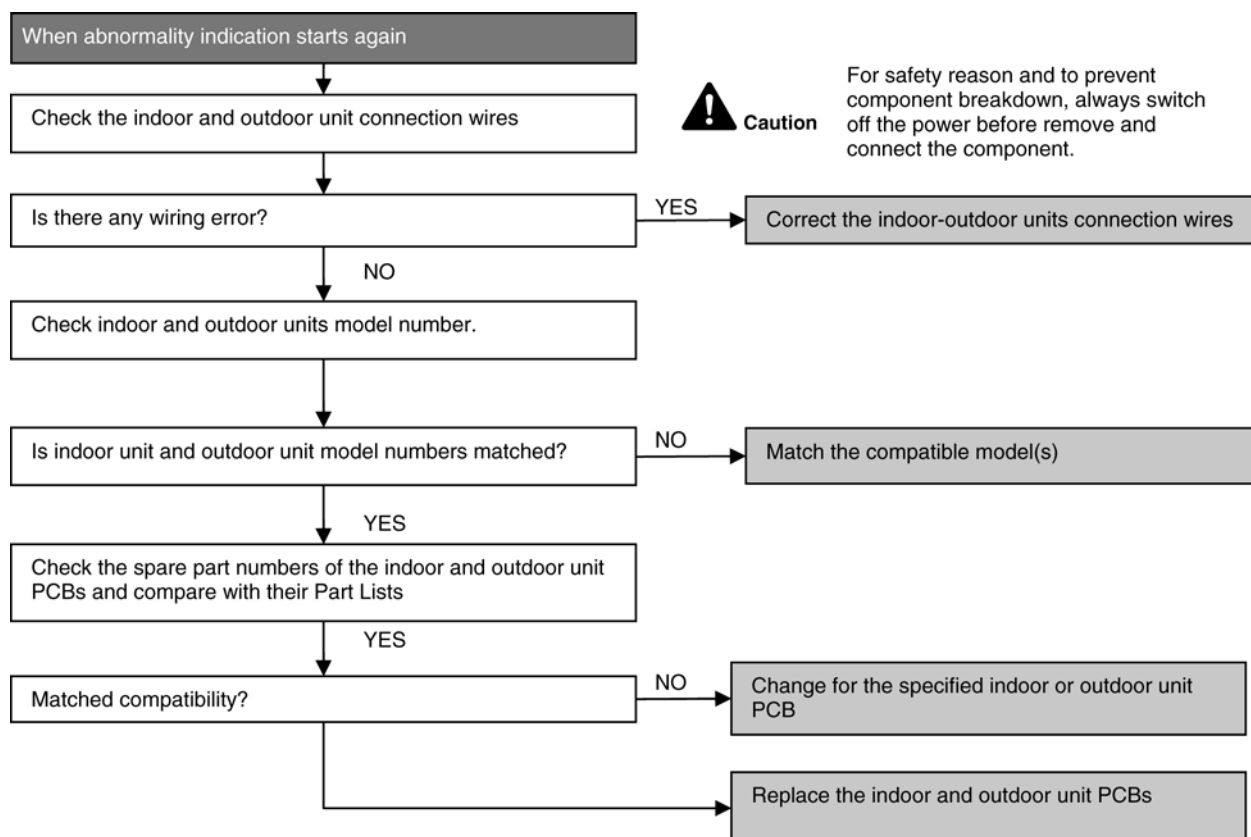 When abnormality indication starts again
Check the indoor and outdoor unit connection wires
Caution
For safety reason and to prevent
component breakdown, always switch
off the power before remove and
connect the component.
Is there any wiring error?
YES
Correct the indoor-outdoor units connection wires
NO
Check indoor and outdoor units model number.
Is indoor unit and outdoor unit model numbers matched?
NO
Match the compatible model(s)
YES
Check the spare part numbers of the indoor and outdoor unit
PCBs and compare with their Part Lists
YES
Matched compatibility?
NO
Change for the specified indoor or outdoor unit
PCB
Replace the indoor and outdoor unit PCBs